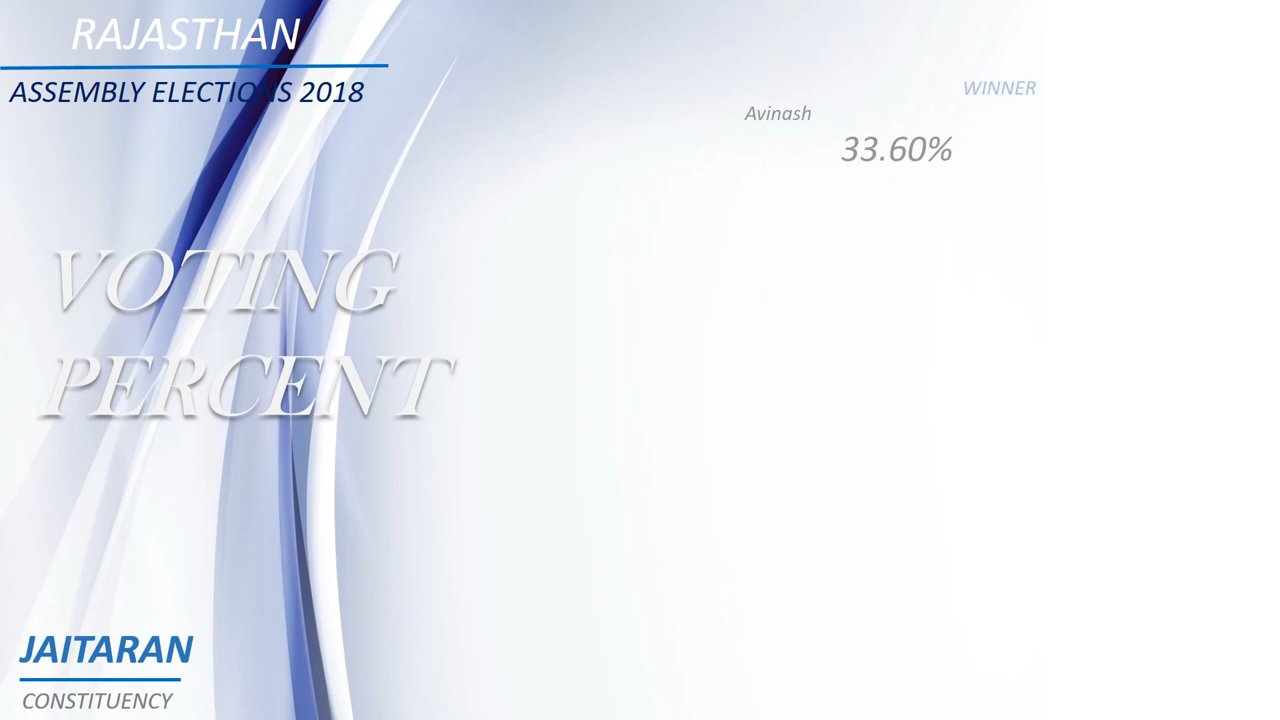 RAJASTHAN
ASSEMBLY ELECTIONS 2018
WINNER
Avinash
33.60%
VOTING
PERCENT
JAITARAN
CONSTITUENCY